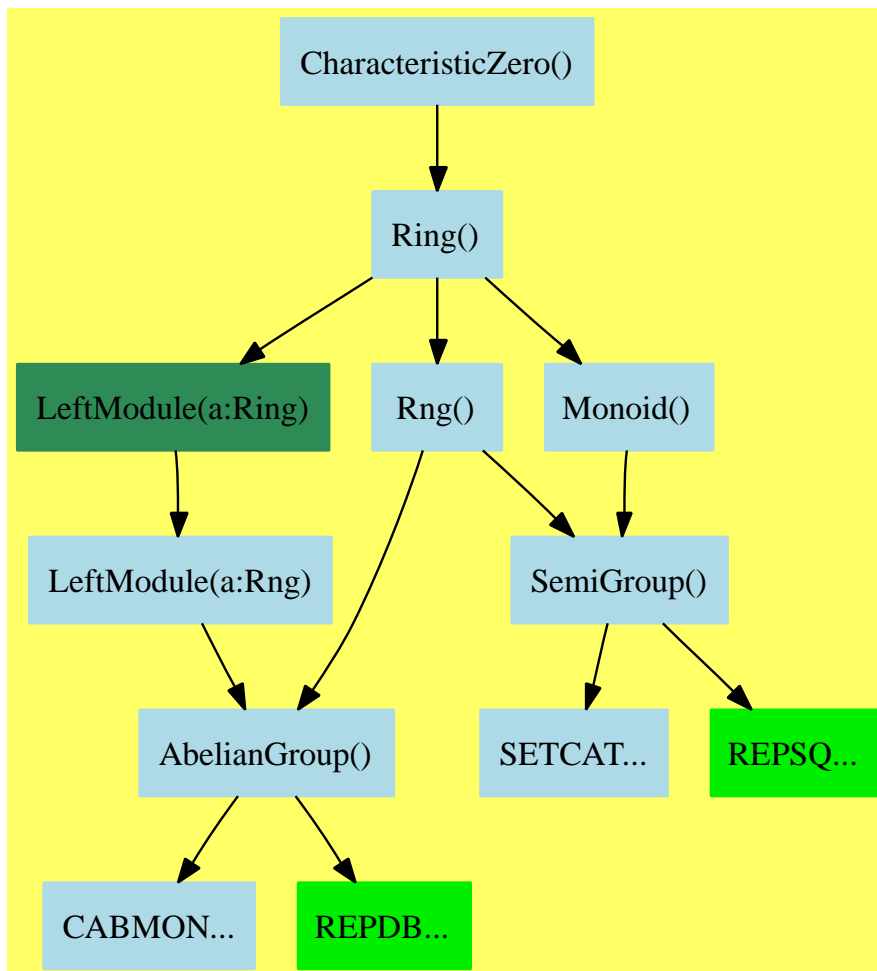 CharacteristicZero()
Ring()
LeftModule(a:Ring)
Rng()
Monoid()
LeftModule(a:Rng)
SemiGroup()
AbelianGroup()
SETCAT...
REPSQ...
CABMON...
REPDB...